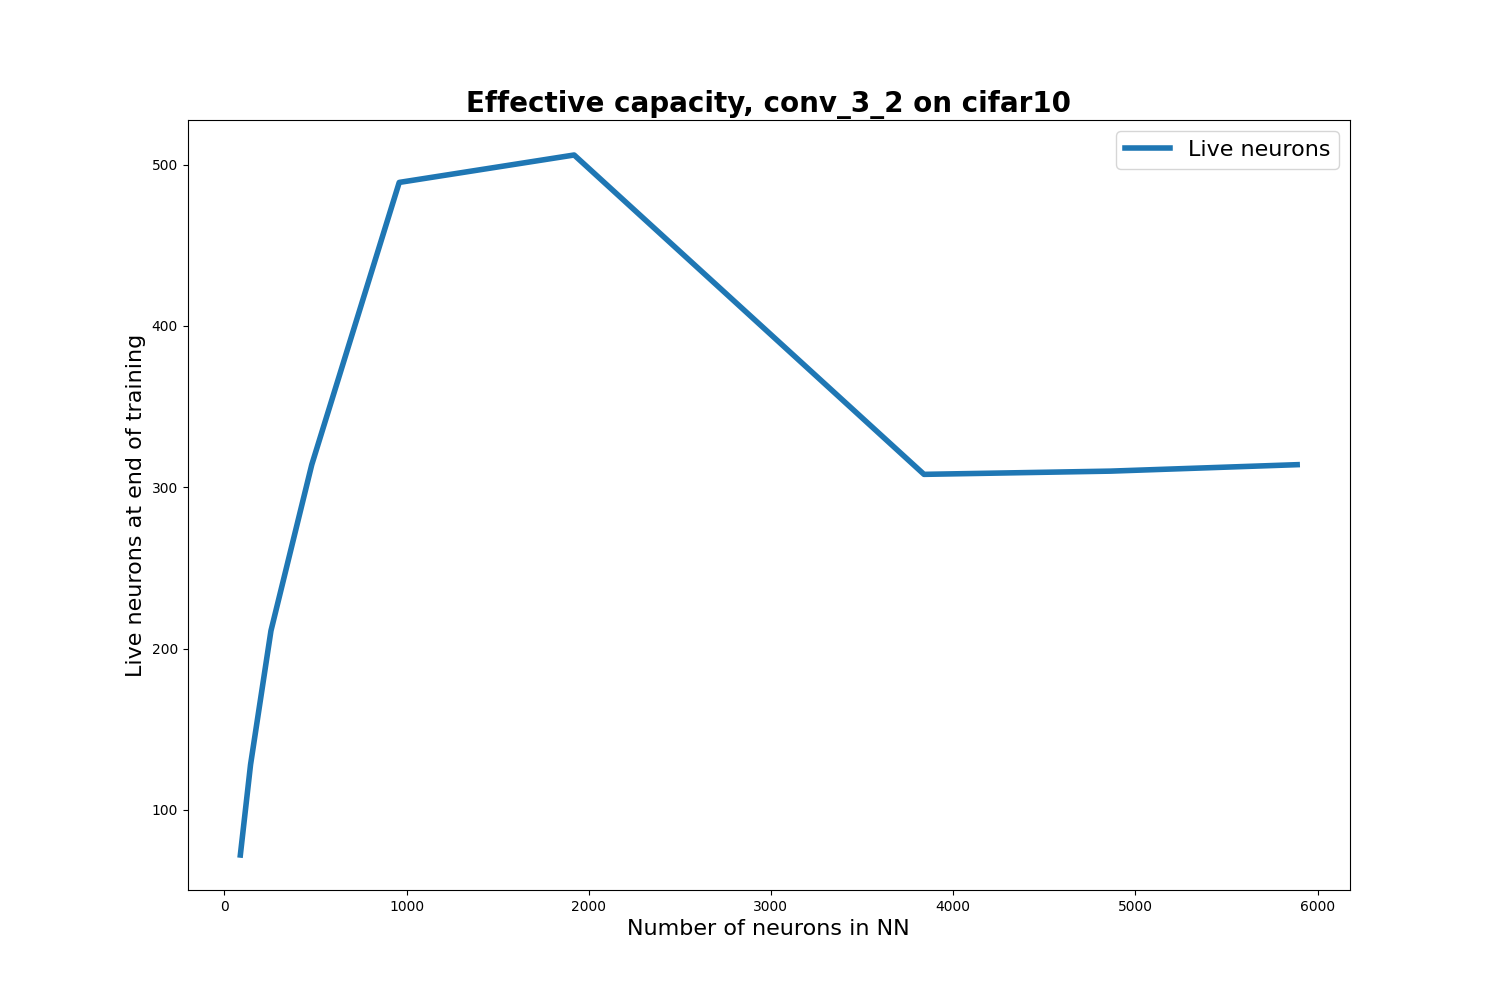 Effective capacity, conv_3_2 on cifar10
Live neurons
500
400
300
200
100
Live neurons at end of training
0 1000 2000 3000 4000 5000 6000
Number of neurons in NN